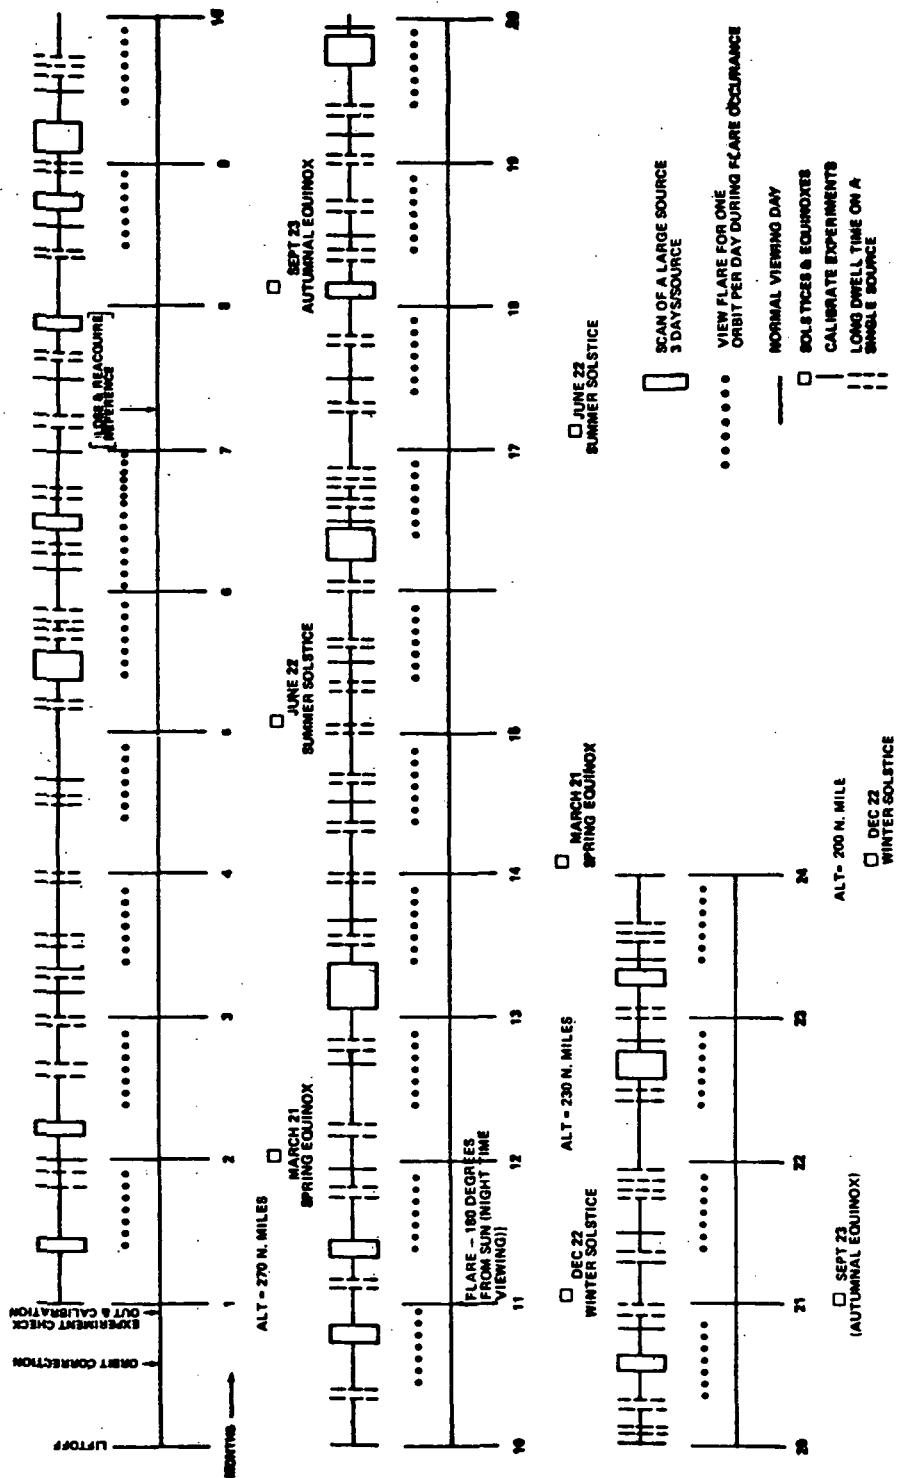 LIFTOFF
ORBIT CORRECTION
EXPERIMENT CHECK
OUT & CALIBRATION
[LOSE & REACQUIRE]
[REFERENCE]
MONTHS
1
2
3
4
5
6
7
8
9
10
ALT = 270 N. MILES
MARCH 21
SPRING EQUINOX
JUNE 22
SUMMER SOLSTICE
SEPT 23
AUTUMNAL EQUINOX
[FLARE – 180 DEGREES
FROM SUN (NIGHT TIME
VIEWING)]
10
11
12
13
14
15
17
18
19
20
DEC 22
WINTER SOLSTICE
ALT = 230 N. MILES
MARCH 21
SPRING EQUINOX
JUNE 22
SUMMER SOLSTICE
20
21
22
23
24
SEPT 23
(AUTUMNAL EQUINOX)
ALT = 200 N. MILE
DEC 22
WINTER SOLSTICE
SCAN OF A LARGE SOURCE
3 DAYS/SOURCE
VIEW FLARE FOR ONE
ORBIT PER DAY DURING FLARE OCCURANCE
NORMAL VIEWING DAY
SOLSTICES & EQUINOXES
CALIBRATE EXPERIMENTS
LONG DWELL TIME ON A
SINGLE SOURCE